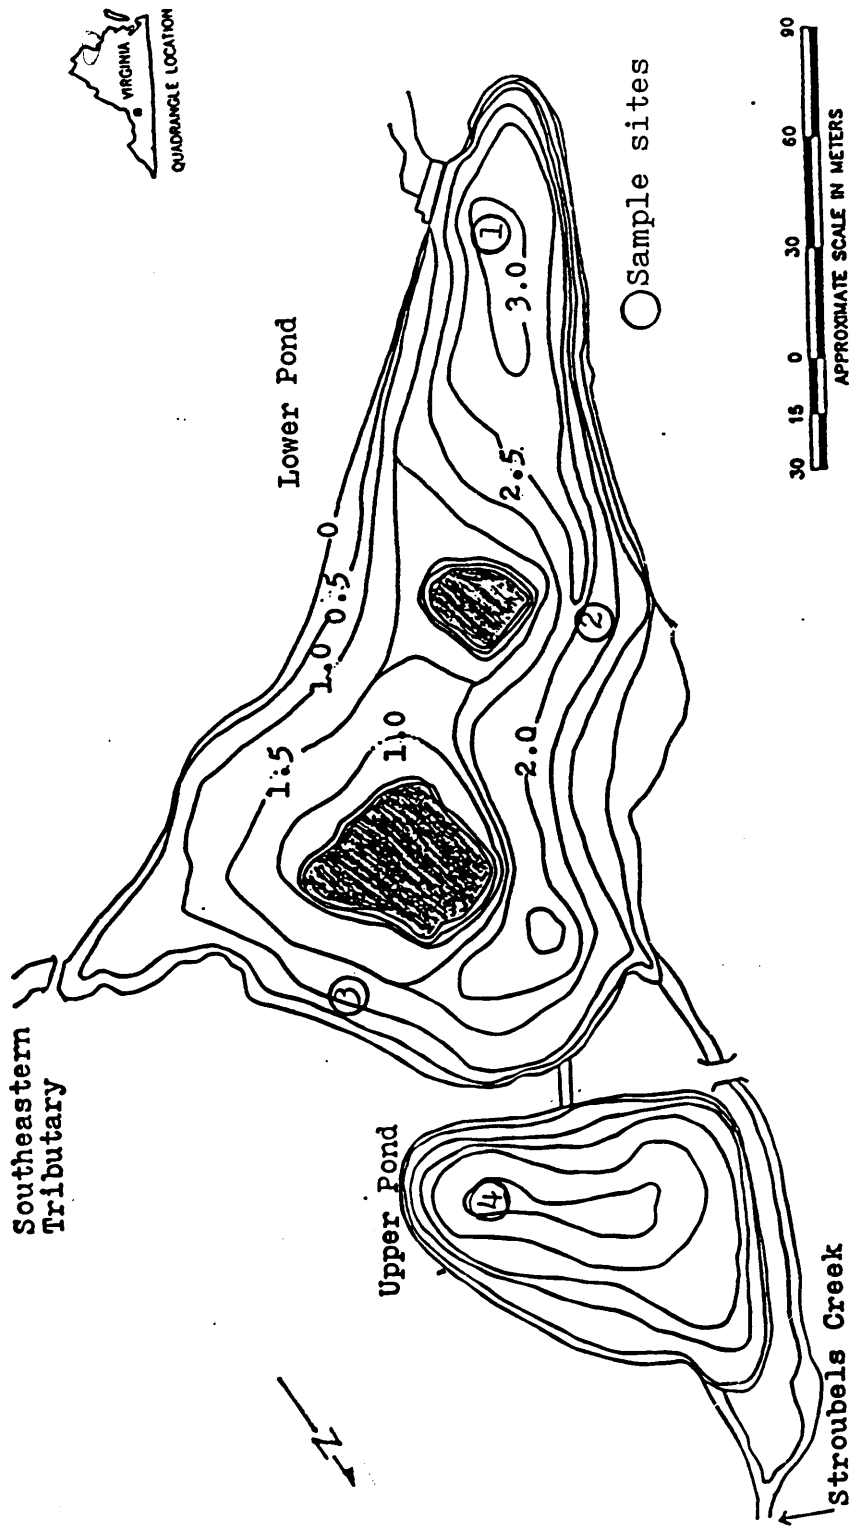 VIRGINIA
QUADRANGLE LOCATION
Southeastern
Tributary
Lower Pond
Upper Pond
Stroubels Creek
N
0
0.5
1.0
1.5
1.0
2.0
2.5
3.0
1
2
3
4
Sample sites
30 15 0 30 60 90
APPROXIMATE SCALE IN METERS